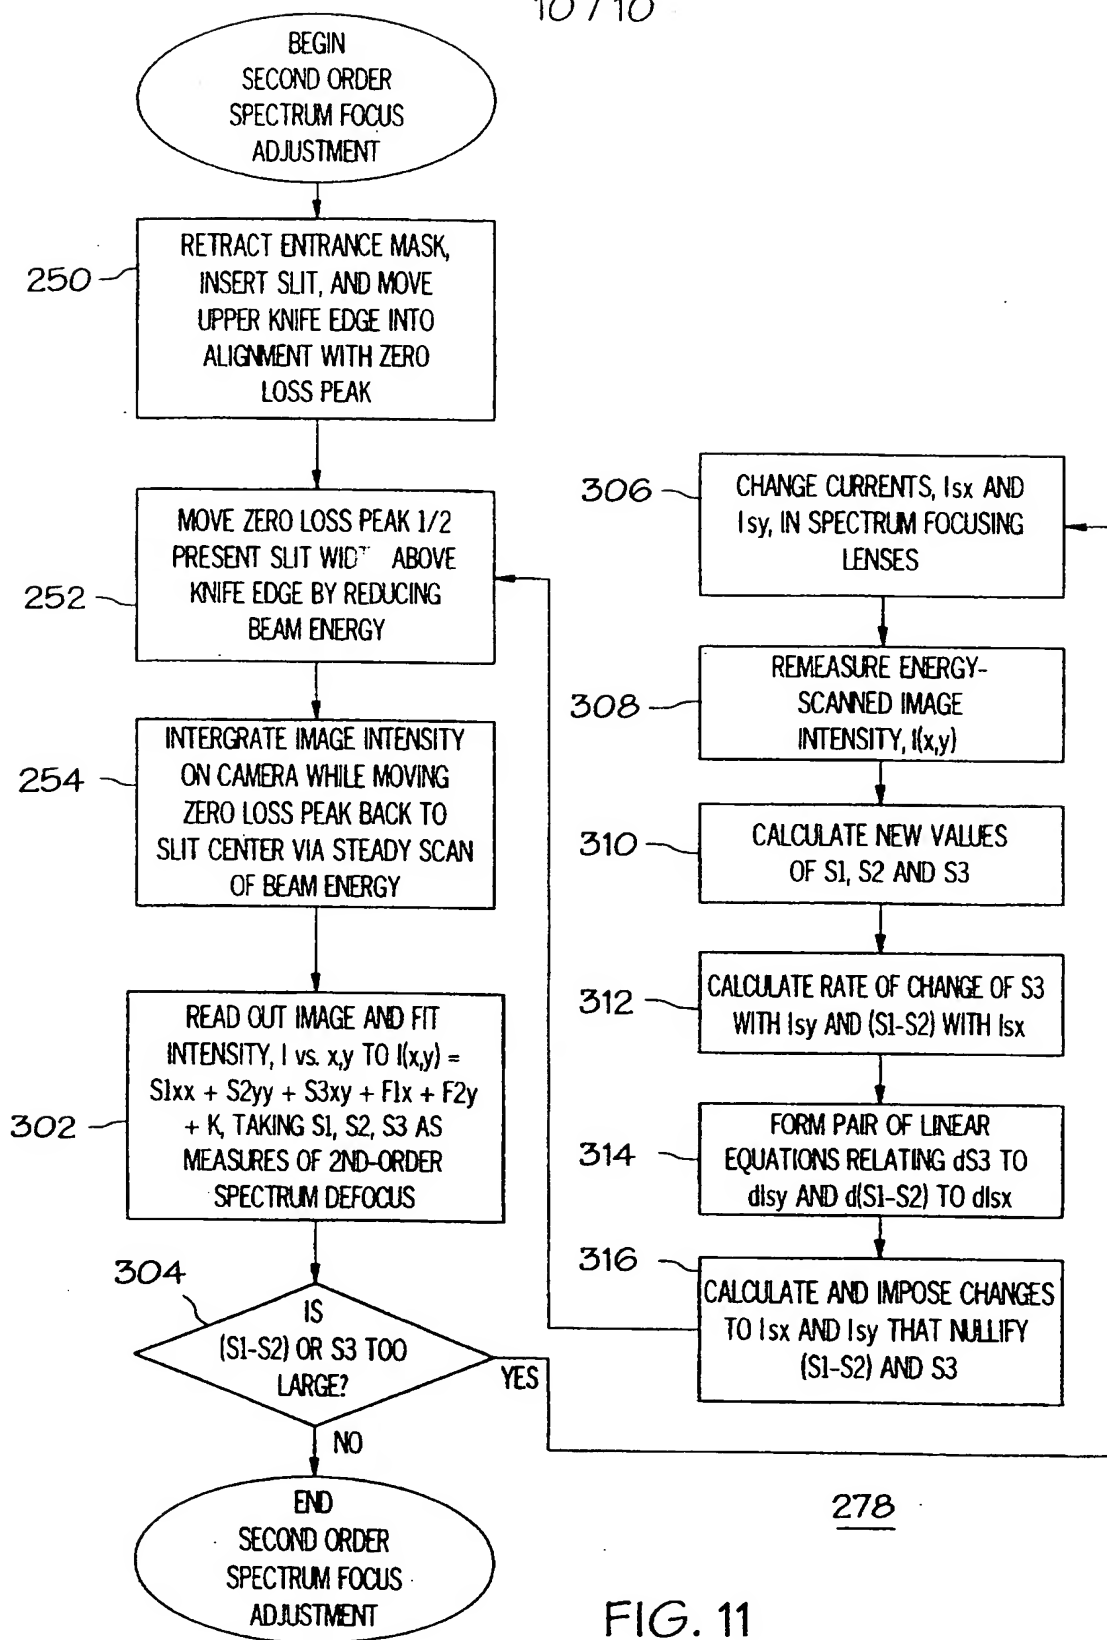 10/10
BEGIN
SECOND ORDER
SPECTRUM FOCUS
ADJUSTMENT
250
RETRACT ENTRANCE MASK,
INSERT SLIT, AND MOVE
UPPER KNIFE EDGE INTO
ALIGNMENT WITH ZERO
LOSS PEAK
252
MOVE ZERO LOSS PEAK 1/2
PRESENT SLIT ABOVE
KNIFE EDGE BY REDUCING
BEAM ENERGY
254
INTERGRATE IMAGE INTENSITY
ON CAMERA WHILE MOVING
ZERO LOSS PEAK BACK TO
SLIT CENTER VIA STEADY SCAN
OF BEAM ENERGY
302
READ OUT IMAGE AND FIT
INTENSITY, I vs. x,y TO I(x,y) =
S1xx + S2yy + S3xy + F1x + F2y
+ K, TAKING S1, S2, S3 AS
MEASURES OF 2ND-ORDER
SPECTRUM DEFOCUS
304
IS
(S1-S2) OR S3 TOO
LARGE?
YES
NO
END
SECOND ORDER
SPECTRUM FOCUS
ADJUSTMENT
306
CHANGE CURRENTS, Isx AND
Isy, IN SPECTRUM FOCUSING
LENSES
308
REMEASURE ENERGY-
SCANNED IMAGE
INTENSITY, I(x,y)
310
CALCULATE NEW VALUES
OF S1, S2 AND S3
312
CALCULATE RATE OF CHANGE OF S3
WITH Isy AND (S1-S2) WITH Isx
314
FORM PAIR OF LINEAR
EQUATIONS RELATING dS3 TO
dIsy AND d(S1-S2) TO dIsx
316
CALCULATE AND IMPOSE CHANGES
TO Isx AND Isy THAT NULLIFY
(S1-S2) AND S3
278
FIG. 11